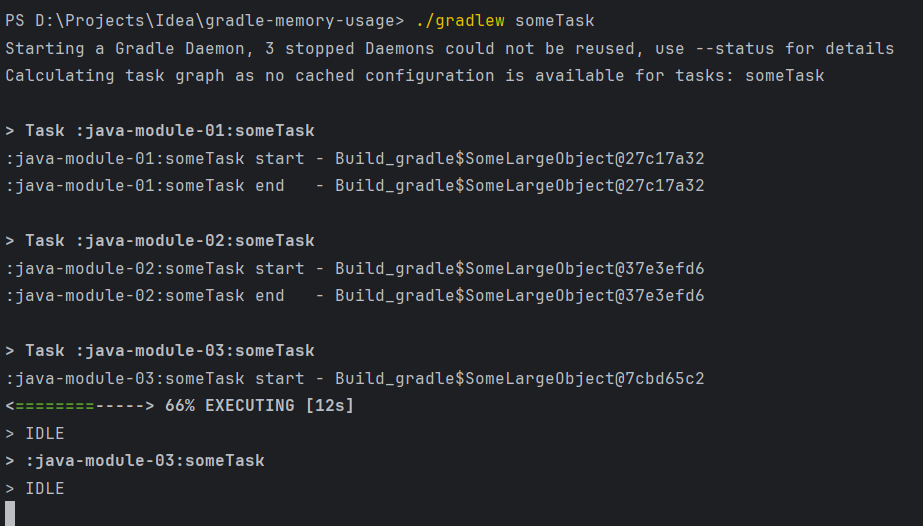 PS D:\Projects\Idea\gradle-memory-usage> ./gradlew someTask
Starting a Gradle Daemon, 3 stopped Daemons could not be reused, use --status for details
Calculating task graph as no cached configuration is available for tasks: someTask
> Task :java-module-01:someTask
:java-module-01:someTask start - Build_gradle$SomeLargeObject@27c17a32
:java-module-01:someTask end   - Build_gradle$SomeLargeObject@27c17a32
> Task :java-module-02:someTask
:java-module-02:someTask start - Build_gradle$SomeLargeObject@37e3efd6
:java-module-02:someTask end   - Build_gradle$SomeLargeObject@37e3efd6
> Task :java-module-03:someTask
:java-module-03:someTask start - Build_gradle$SomeLargeObject@7cbd65c2
<========-----> 66% EXECUTING [12s]
> IDLE
> :java-module-03:someTask
> IDLE